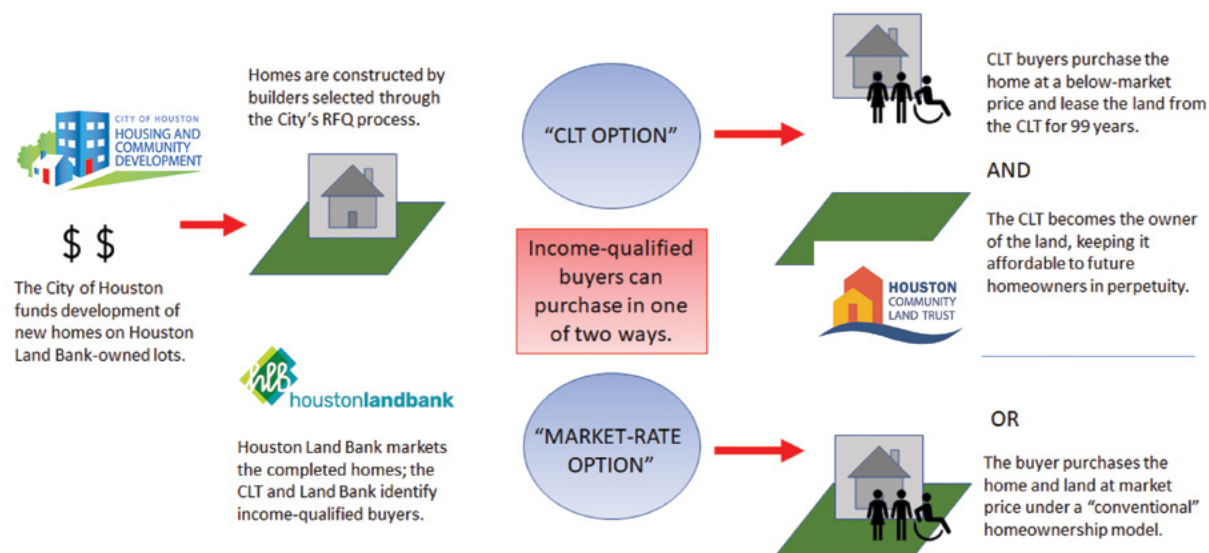 CITY OF HOUSTON
HOUSING AND
COMMUNITY
DEVELOPMENT
$ $
The City of Houston
funds development of
new homes on Houston
Land Bank-owned lots.
Homes are constructed by
builders selected through
the City's RFQ process.
hlb
houstonlandbank
Houston Land Bank markets
the completed homes; the
CLT and Land Bank identify
income-qualified buyers.
"CLT OPTION"
Income-qualified
buyers can
purchase in one
of two ways.
"MARKET-RATE
OPTION"
CLT buyers purchase the
home at a below-market
price and lease the land from
the CLT for 99 years.
AND
The CLT becomes the owner
of the land, keeping it
affordable to future
homeowners in perpetuity.
HOUSTON
COMMUNITY
LAND TRUST
OR
The buyer purchases the
home and land at market
price under a "conventional"
homeownership model.